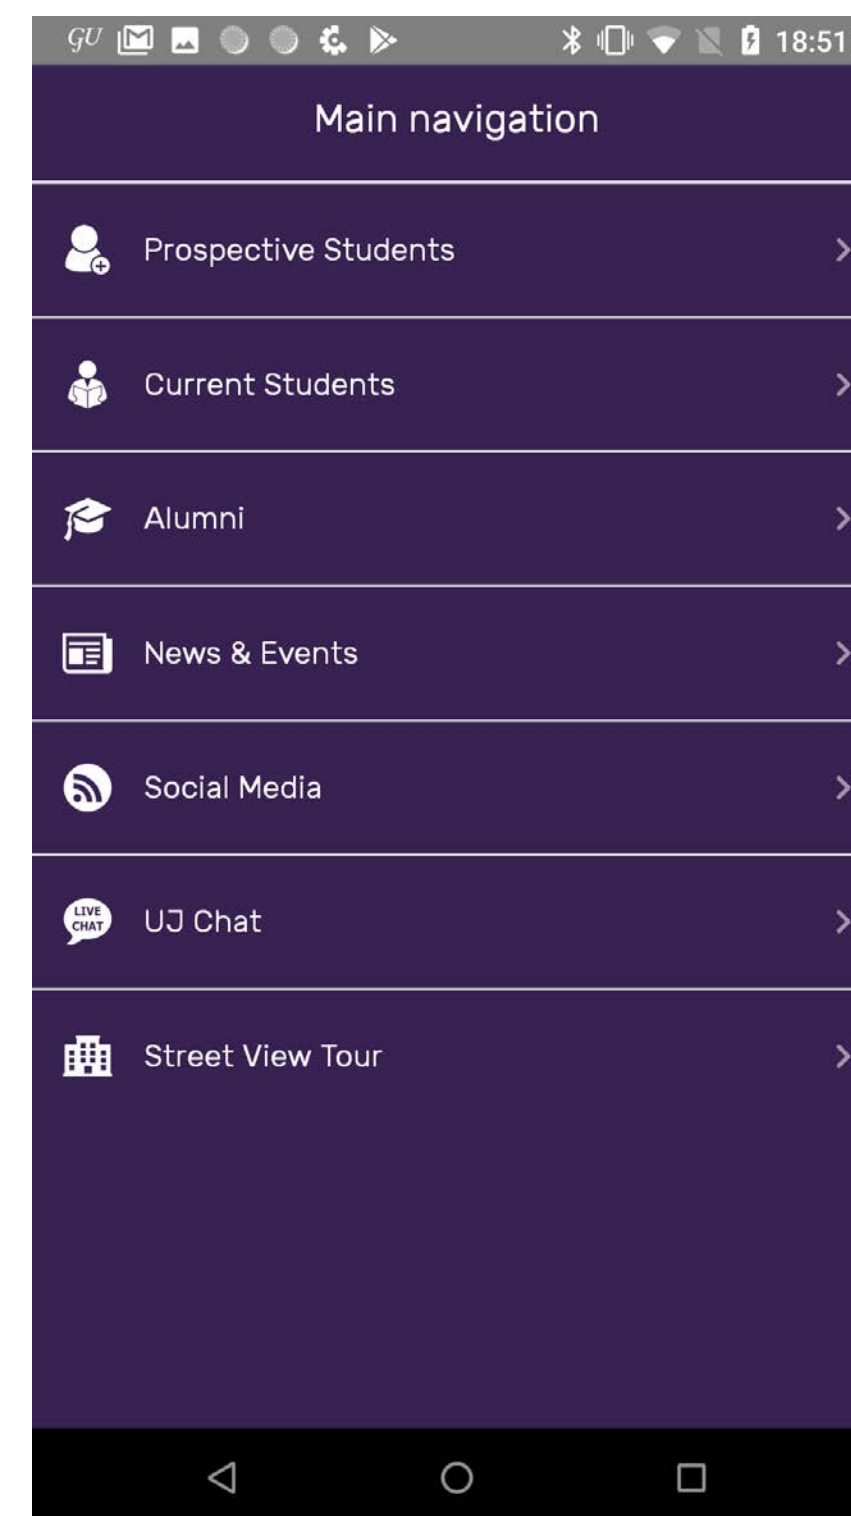 GU 18:51
Main navigation
Prospective Students
Current Students
Alumni
News & Events
Social Media
LIVE
CHAT
UJ Chat
Street View Tour